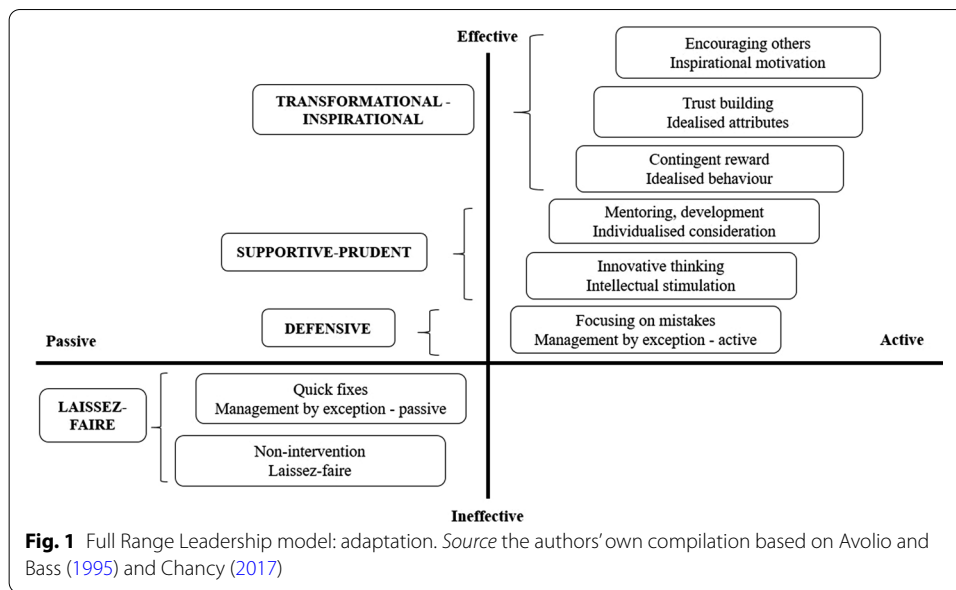 Effective
Encouraging others
Inspirational motivation
TRANSFORMATIONAL -
INSPIRATIONAL
Trust building
Idealised attributes
Contingent reward
Idealised behaviour
Mentoring, development
Individualised consideration
SUPPORTIVE-PRUDENT
Innovative thinking
Intellectual stimulation
DEFENSIVE
Focusing on mistakes
Management by exception - active
Passive
Active
LAISSEZ-
FAIRE
Quick fixes
Management by exception - passive
Non-intervention
Laissez-faire
Ineffective
Fig. 1 Full Range Leadership model: adaptation. Source the authors' own compilation based on Avolio and
Bass (1995) and Chancy (2017)